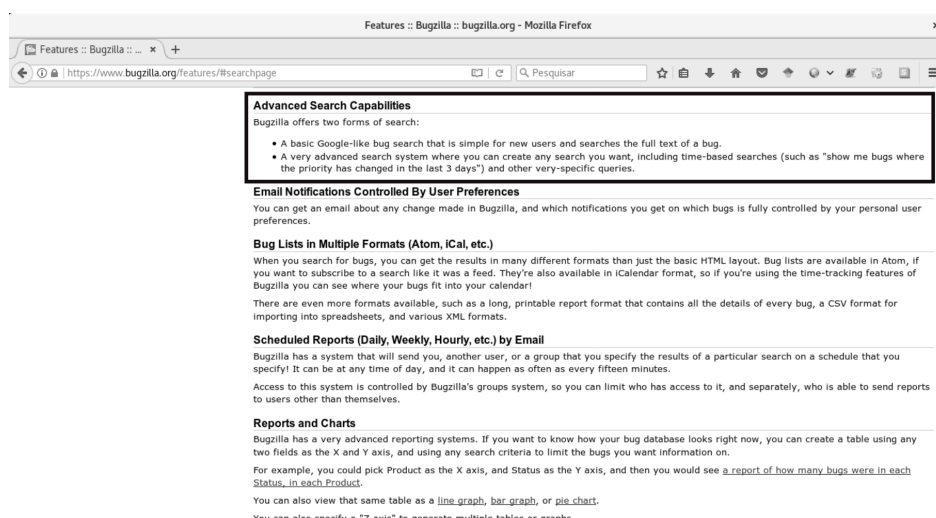 Features :: Bugzilla :: bugzilla.org - Mozilla Firefox
Features :: Bugzilla :: ...
https://www.bugzilla.org/features/#searchpage
Pesquisar
Advanced Search Capabilities
Bugzilla offers two forms of search:
• A basic Google-like bug search that is simple for new users and searches the full text of a bug.
• A very advanced search system where you can create any search you want, including time-based searches (such as "show me bugs where
the priority has changed in the last 3 days") and other very-specific queries.
Email Notifications Controlled By User Preferences
You can get an email about any change made in Bugzilla, and which notifications you get on which bugs is fully controlled by your personal user
preferences.
Bug Lists in Multiple Formats (Atom, iCal, etc.)
When you search for bugs, you can get the results in many different formats than just the basic HTML layout. Bug lists are available in Atom, if
you want to subscribe to a search like it was a feed. They're also available in iCalendar format, so if you're using the time-tracking features of
Bugzilla you can see where your bugs fit into your calendar!
There are even more formats available, such as a long, printable report format that contains all the details of every bug, a CSV format for
importing into spreadsheets, and various XML formats.
Scheduled Reports (Daily, Weekly, Hourly, etc.) by Email
Bugzilla has a system that will send you, another user, or a group that you specify the results of a particular search on a schedule that you
specify! It can be at any time of day, and it can happen as often as every fifteen minutes.
Access to this system is controlled by Bugzilla's groups system, so you can limit who has access to it, and separately, who is able to send reports
to users other than themselves.
Reports and Charts
Bugzilla has a very advanced reporting systems. If you want to know how your bug database looks right now, you can create a table using any
two fields as the X and Y axis, and using any search criteria to limit the bugs you want information on.
For example, you could pick Product as the X axis, and Status as the Y axis, and then you would see a report of how many bugs were in each
Status, in each Product.
You can also view that same table as a line graph, bar graph, or pie chart.
You can also specify a "Z axis" to generate multiple tables or graphs.